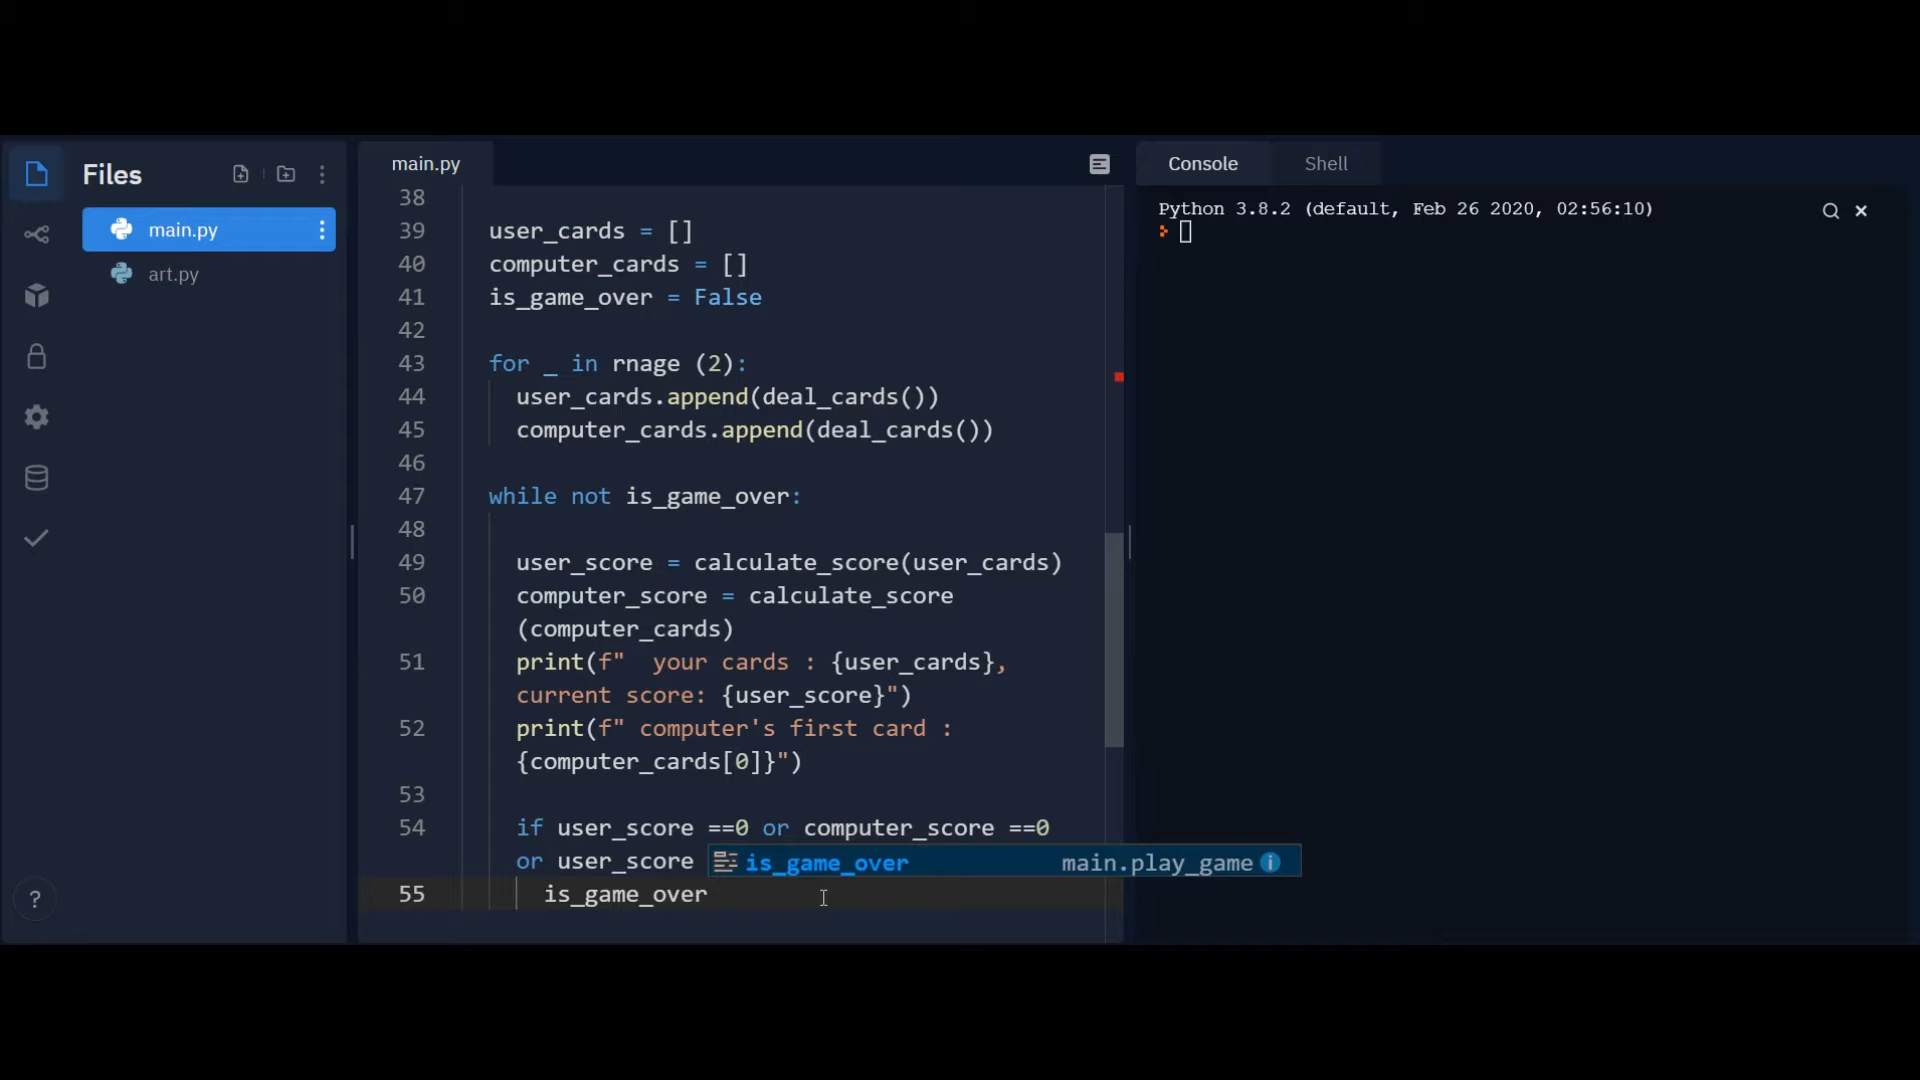 Files
main.py
art.py
?
main.py
38
39 user_cards = []
40 computer_cards = []
41 is_game_over = False
42
43 for _ in rnage (2):
44 user_cards.append(deal_cards())
45 computer_cards.append(deal_cards())
46
47 while not is_game_over:
48
49 user_score = calculate_score(user_cards)
50 computer_score = calculate_score
(computer_cards)
51 print(f"  your cards : {user_cards},
current score: {user_score}")
52 print(f" computer's first card :
{computer_cards[0]}")
53
54 if user_score ==0 or computer_score ==0
or user_score
is_game_over main.play_game
55 is_game_over
Console Shell
Python 3.8.2 (default, Feb 26 2020, 02:56:10)